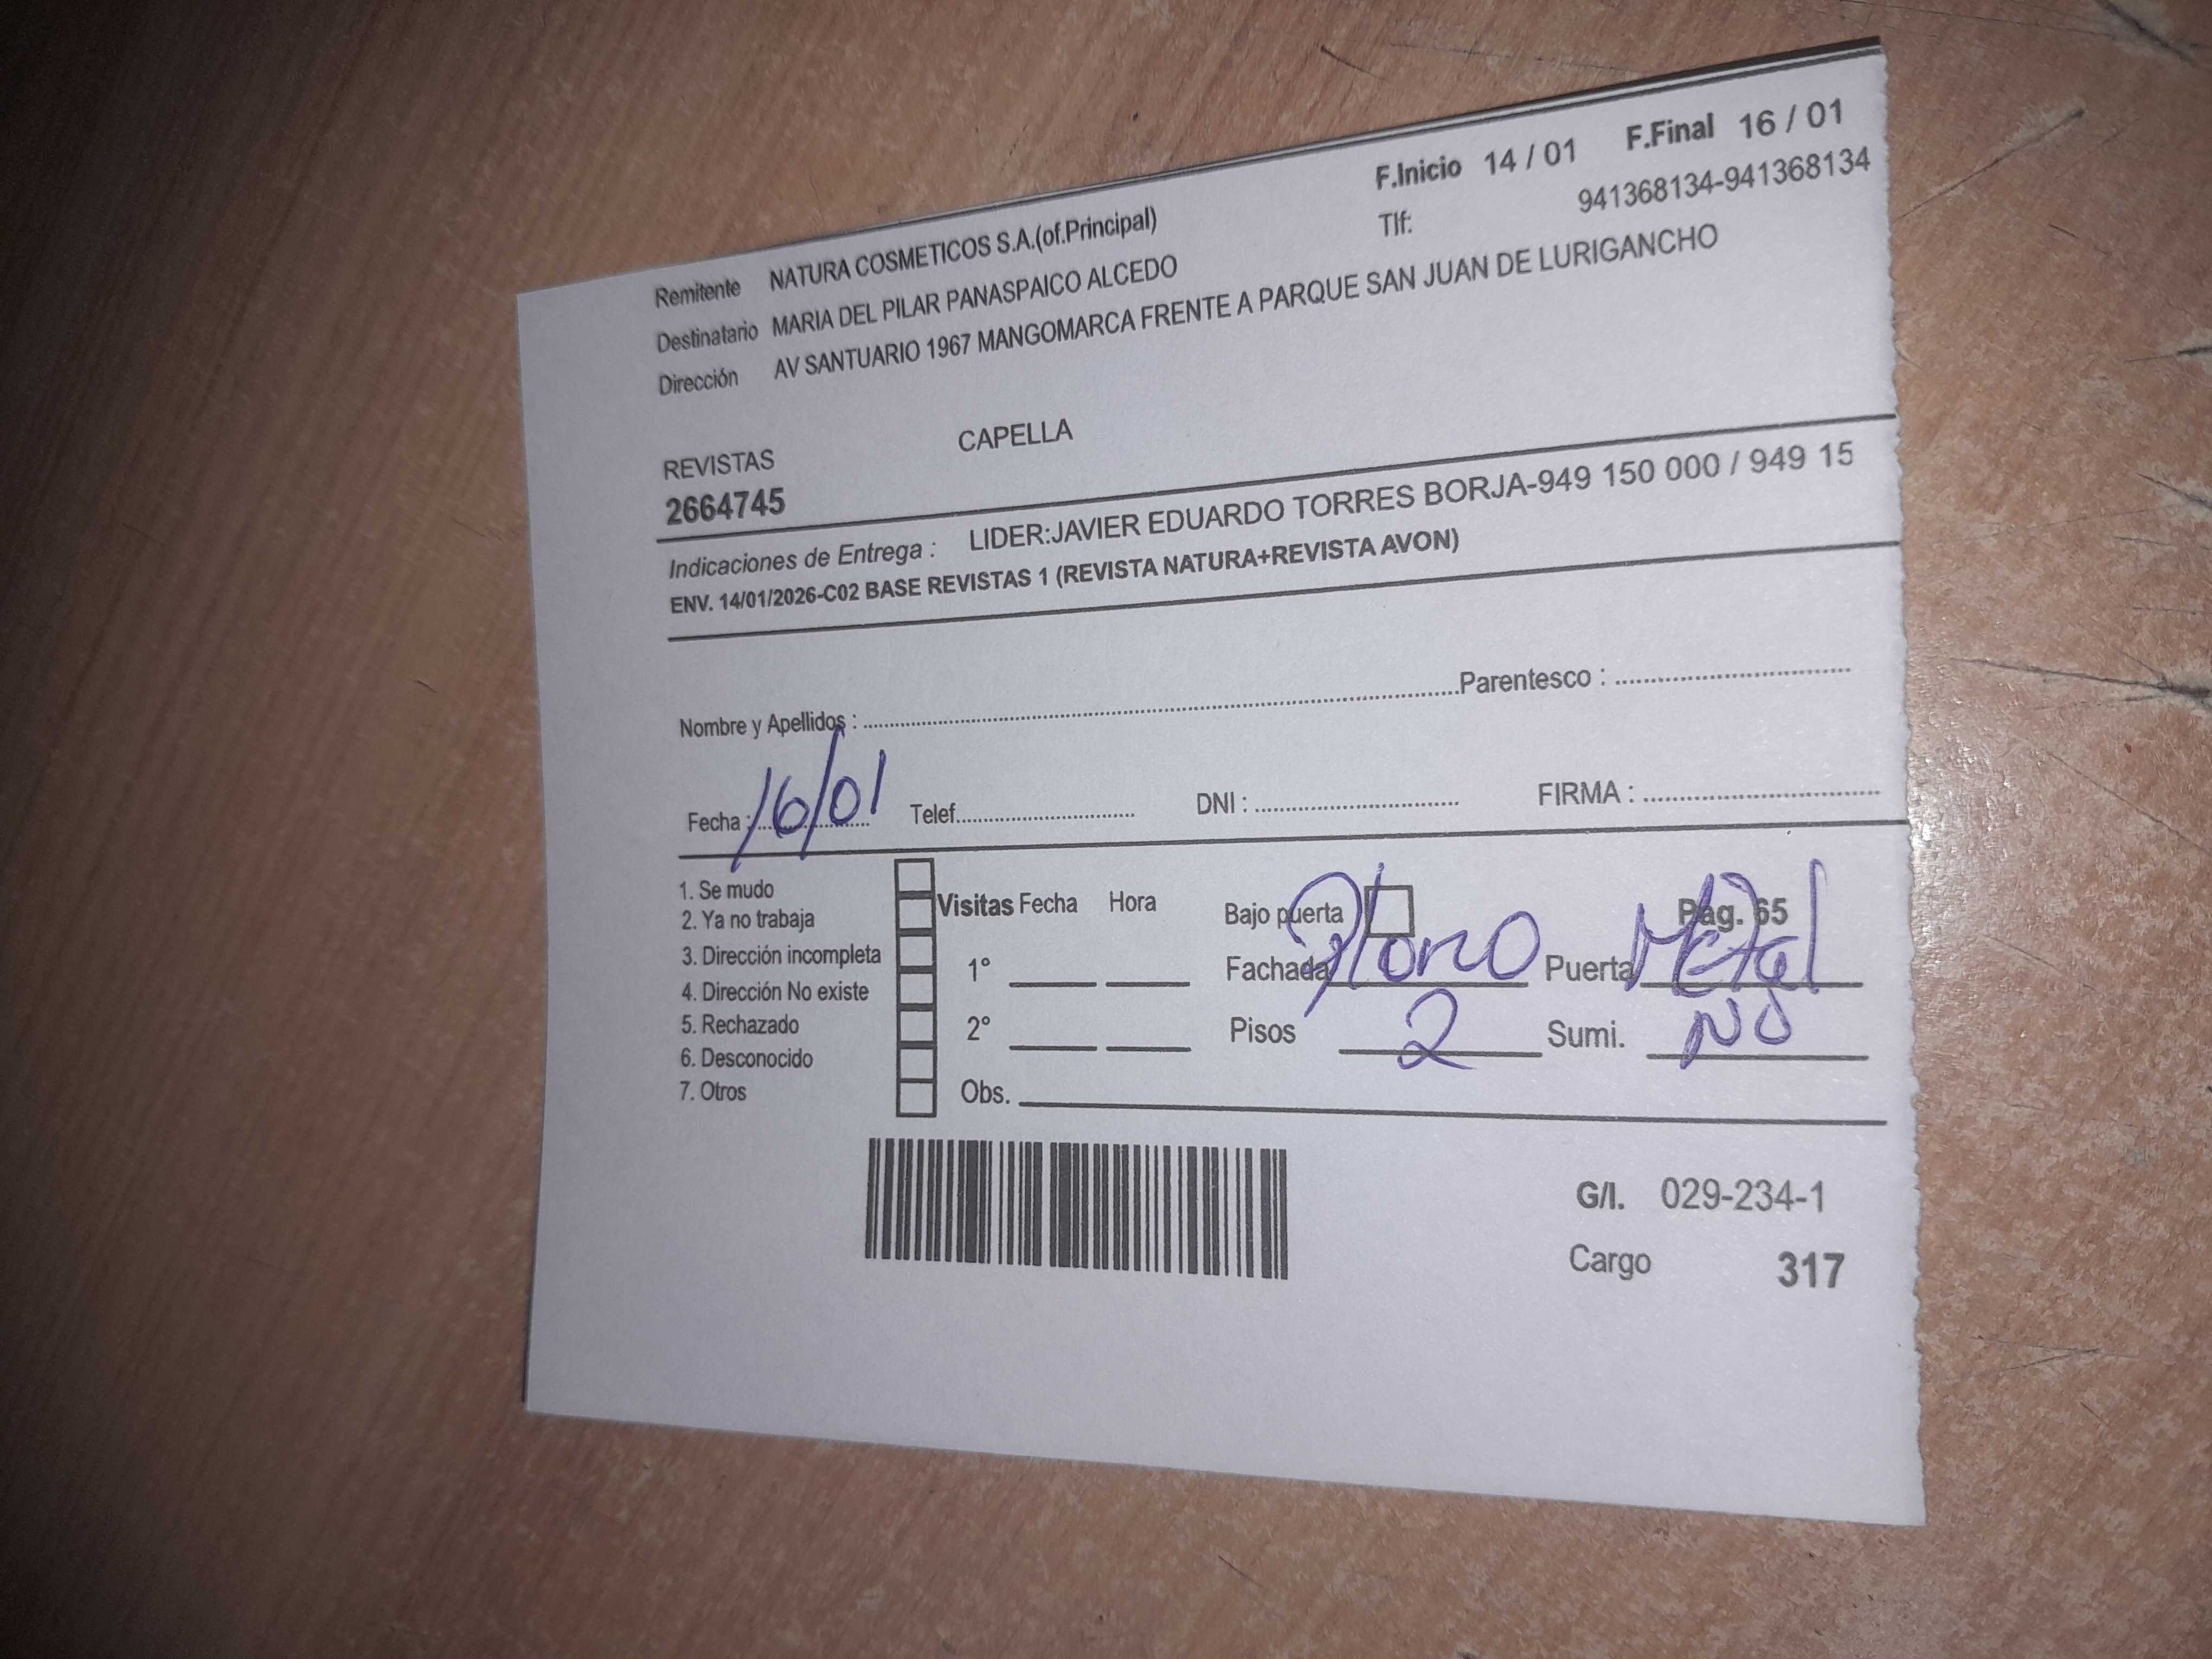 F.Inicio 14 / 01 F.Final 16 / 01
Remitente NATURA COSMETICOS S.A.(of.Principal) Tlf: 941368134-941368134
Destinatario MARIA DEL PILAR PANASPAICO ALCEDO
Dirección AV SANTUARIO 1967 MANGOMARCA FRENTE A PARQUE SAN JUAN DE LURIGANCHO
REVISTAS CAPELLA
2664745
Indicaciones de Entrega : LIDER:JAVIER EDUARDO TORRES BORJA-949 150 000 / 949 15
ENV. 14/01/2026-C02 BASE REVISTAS 1 (REVISTA NATURA+REVISTA AVON)
Nombre y Apellidos : Parentesco :
Fecha : 16/01 Telef. DNI : FIRMA :
1. Se mudo Visitas Fecha Hora Bajo puerta Pag. 65
2. Ya no trabaja
3. Dirección incompleta 1° Fachada Plomo Puerta Metal
4. Dirección No existe
5. Rechazado 2° Pisos 2 Sumi. NO
6. Desconocido
7. Otros Obs.
G/I. 029-234-1
Cargo 317